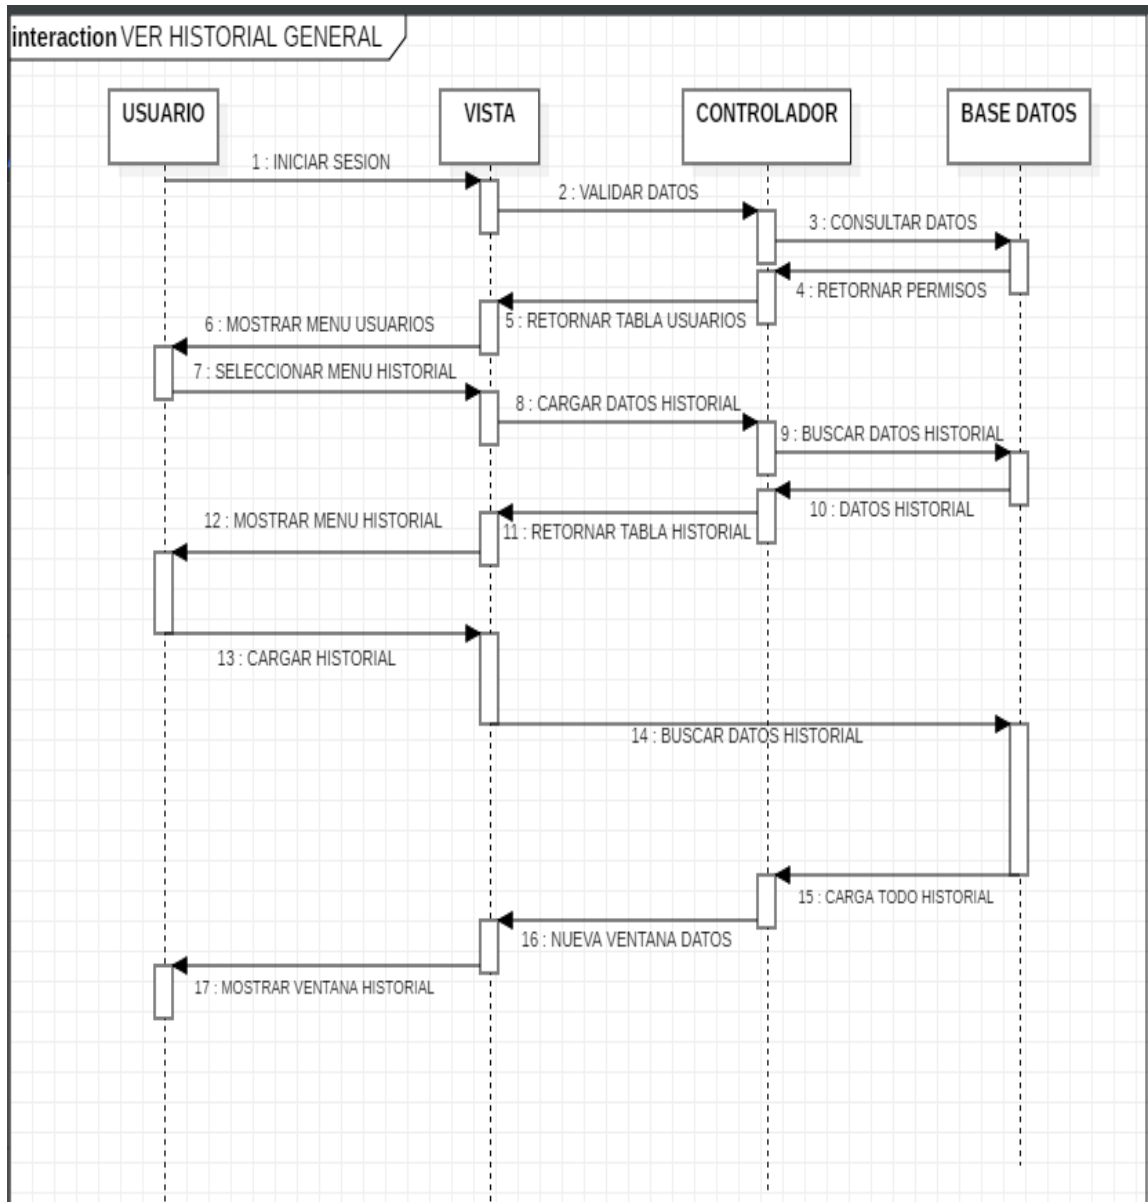 interaction VER HISTORIAL GENERAL
USUARIO
VISTA
CONTROLADOR
BASE DATOS
1 : INICIAR SESION
2 : VALIDAR DATOS
3 : CONSULTAR DATOS
4 : RETORNAR PERMISOS
5 : RETORNAR TABLA USUARIOS
6 : MOSTRAR MENU USUARIOS
7 : SELECCIONAR MENU HISTORIAL
8 : CARGAR DATOS HISTORIAL
9 : BUSCAR DATOS HISTORIAL
10 : DATOS HISTORIAL
11 : RETORNAR TABLA HISTORIAL
12 : MOSTRAR MENU HISTORIAL
13 : CARGAR HISTORIAL
14 : BUSCAR DATOS HISTORIAL
15 : CARGA TODO HISTORIAL
16 : NUEVA VENTANA DATOS
17 : MOSTRAR VENTANA HISTORIAL